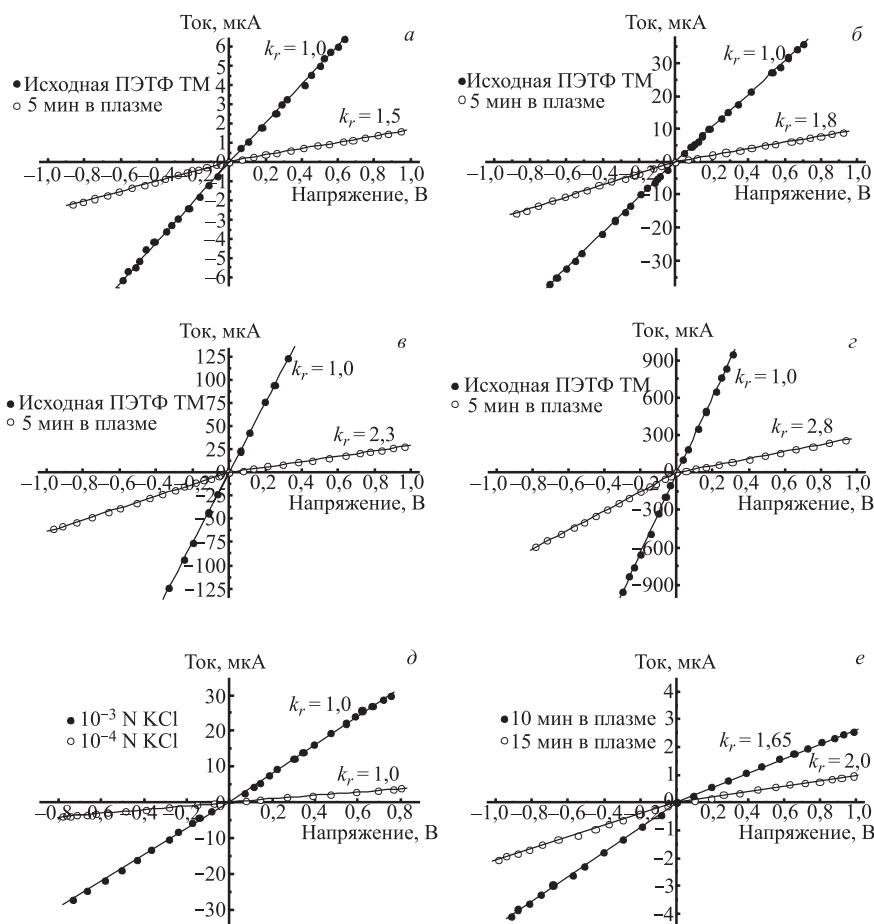 Ток, мкА
а
6
5
4
3
2
1
0
−1
−2
−3
−4
−5
−6
k_r = 1,0
k_r = 1,5
● Исходная ПЭТФ ТМ
○ 5 мин в плазме
−1,0 −0,8 −0,6 −0,4 −0,2 0,2 0,4 0,6 0,8 1,0
Напряжение, В
Ток, мкА
б
30
20
10
0
−10
−20
−30
k_r = 1,0
k_r = 1,8
● Исходная ПЭТФ ТМ
○ 5 мин в плазме
−1,0 −0,8 −0,6 −0,4 −0,2 0,2 0,4 0,6 0,8 1,0
Напряжение, В
Ток, мкА
в
125
100
75
50
25
0
−25
−50
−75
−100
−125
k_r = 1,0
k_r = 2,3
● Исходная ПЭТФ ТМ
○ 5 мин в плазме
−1,0 −0,8 −0,6 −0,4 −0,2 0,2 0,4 0,6 0,8 1,0
Напряжение, В
Ток, мкА
г
900
600
300
0
−300
−600
−900
k_r = 1,0
k_r = 2,8
● Исходная ПЭТФ ТМ
○ 5 мин в плазме
−1,0 −0,8 −0,6 −0,4 −0,2 0,2 0,4 0,6 0,8 1,0
Напряжение, В
Ток, мкА
д
30
20
10
0
−10
−20
−30
k_r = 1,0
k_r = 1,0
● 10⁻³ N KCl
○ 10⁻⁴ N KCl
−0,8 −0,6 −0,4 −0,2 0,2 0,4 0,6 0,8
Напряжение, В
Ток, мкА
е
4
3
2
1
0
−1
−2
−3
−4
k_r = 1,65
k_r = 2,0
● 10 мин в плазме
○ 15 мин в плазме
−1,0 −0,8 −0,6 −0,4 −0,2 0,2 0,4 0,6 0,8 1,0
Напряжение, В